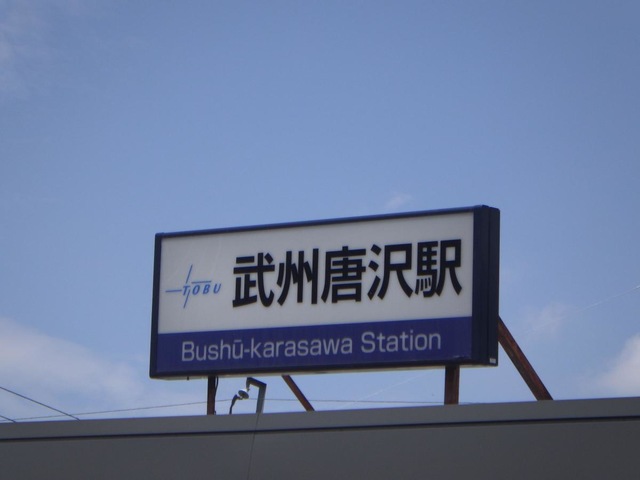 TOBU 武州唐沢駅
Bushū-karasawa Station